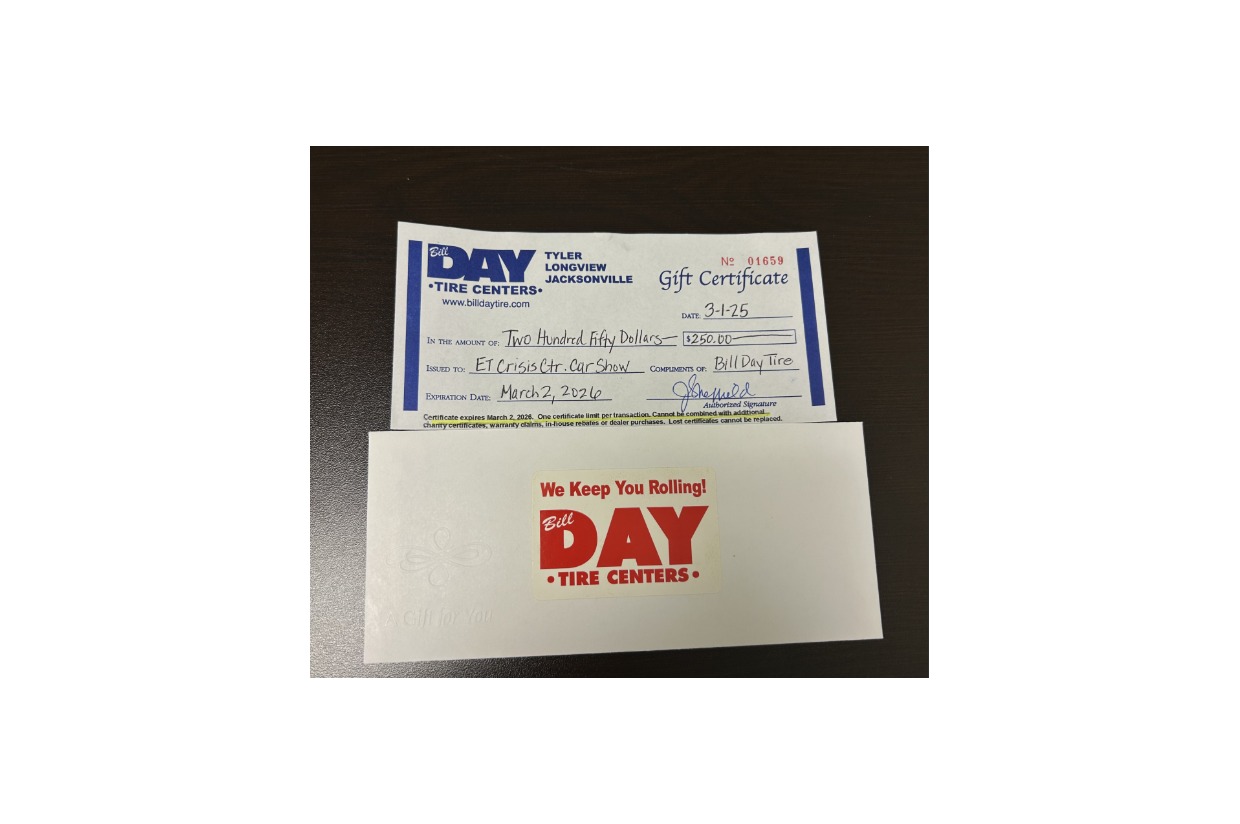 Bill
DAY
•TIRE CENTERS•
www.billdaytire.com
TYLER
LONGVIEW
JACKSONVILLE
Nº 01659
Gift Certificate
DATE: 3-1-25
IN THE AMOUNT OF: Two Hundred Fifty Dollars $250.00
ISSUED TO: ET Crisis Ctr. Car Show COMPLIMENTS OF: Bill Day Tire
EXPIRATION DATE: March 2, 2026 JSheffield
Authorized Signature
Certificate expires March 2, 2026. One certificate limit per transaction. Cannot be combined with additional
charity certificates, warranty claims, in-house rebates or dealer purchases. Lost certificates cannot be replaced.
We Keep You Rolling!
Bill
DAY
•TIRE CENTERS•
A Gift for You